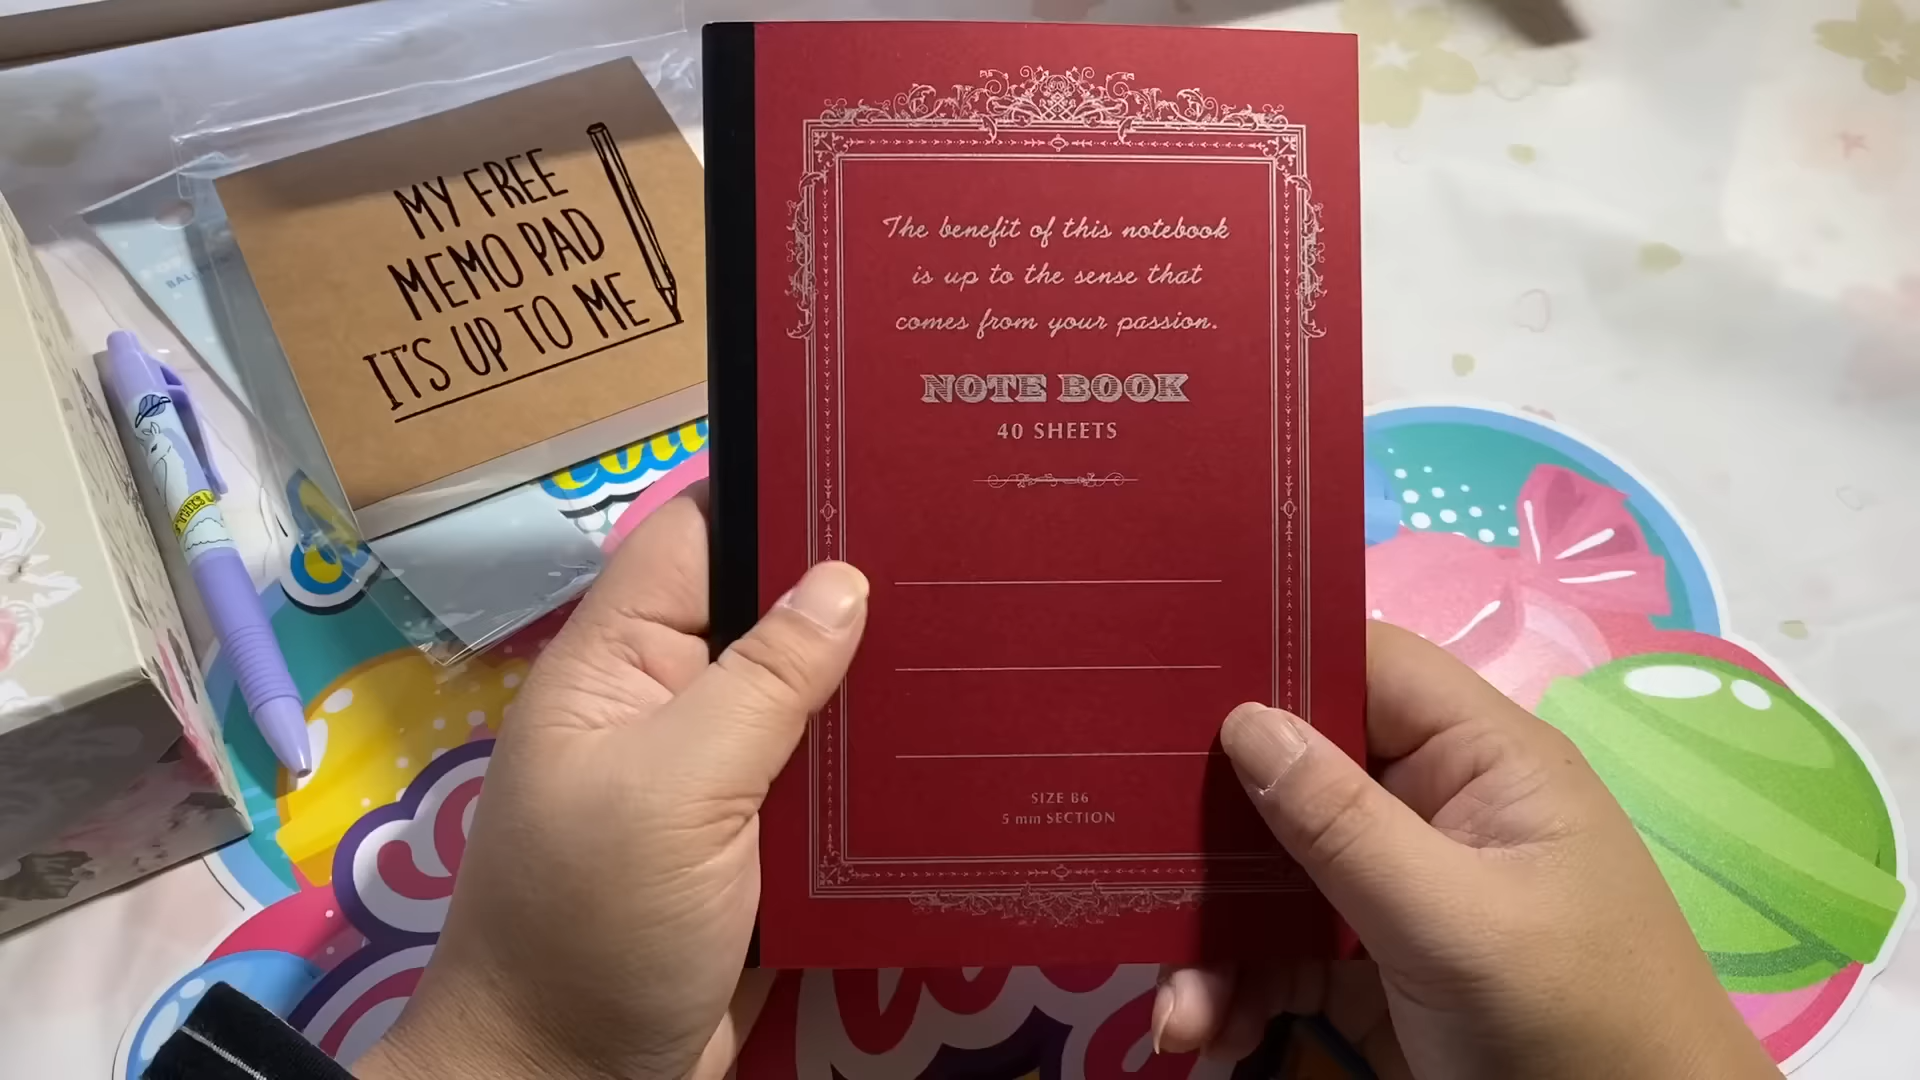 MY FREE
MEMO PAD
IT'S UP TO ME
The benefit of this notebook
is up to the sense that
comes from your passion.
NOTE BOOK
40 SHEETS
SIZE B6
5 mm SECTION